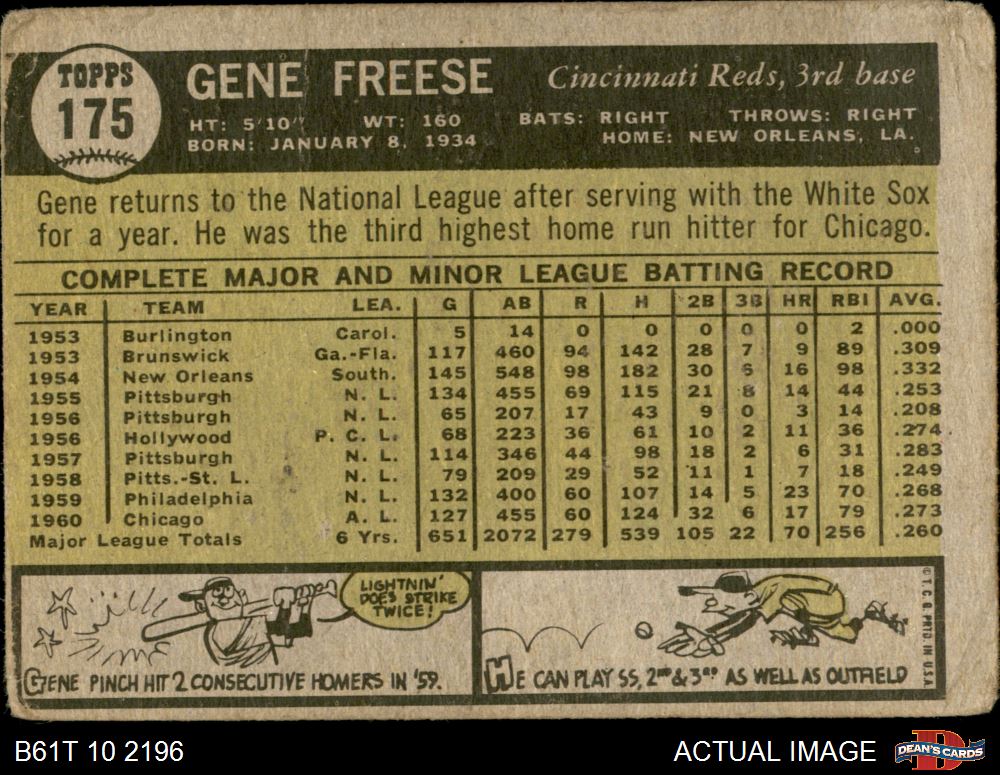 TOPPS
175
GENE FREESE
Cincinnati Reds, 3rd base
HT: 5'10" WT: 160 BATS: RIGHT THROWS: RIGHT
BORN: JANUARY 8, 1934 HOME: NEW ORLEANS, LA.
Gene returns to the National League after serving with the White Sox
for a year. He was the third highest home run hitter for Chicago.
COMPLETE MAJOR AND MINOR LEAGUE BATTING RECORD
YEAR TEAM LEA. G AB R H 2B 3B HR RBI AVG.
1953 Burlington Carol. 5 14 0 0 0 0 0 2 .000
1953 Brunswick Ga.-Fla. 117 460 94 142 28 7 9 89 .309
1954 New Orleans South. 145 548 98 182 30 6 16 98 .332
1955 Pittsburgh N. L. 134 455 69 115 21 8 14 44 .253
1956 Pittsburgh N. L. 65 207 17 43 9 0 3 14 .208
1956 Hollywood P. C. L. 68 223 36 61 10 2 11 36 .274
1957 Pittsburgh N. L. 114 346 44 98 18 2 6 31 .283
1958 Pitts.-St. L. N. L. 79 209 29 52 11 1 7 18 .249
1959 Philadelphia N. L. 132 400 60 107 14 5 23 70 .268
1960 Chicago A. L. 127 455 60 124 32 6 17 79 .273
Major League Totals 6 Yrs. 651 2072 279 539 105 22 70 256 .260
LIGHTNIN'
DOES STRIKE
TWICE!
GENE PINCH HIT 2 CONSECUTIVE HOMERS IN '59.
HE CAN PLAY SS, 2ND & 3RD AS WELL AS OUTFIELD
© T. C. G. PRTD. IN U.S.A.
B61T 10 2196
ACTUAL IMAGE
DEAN'S CARDS